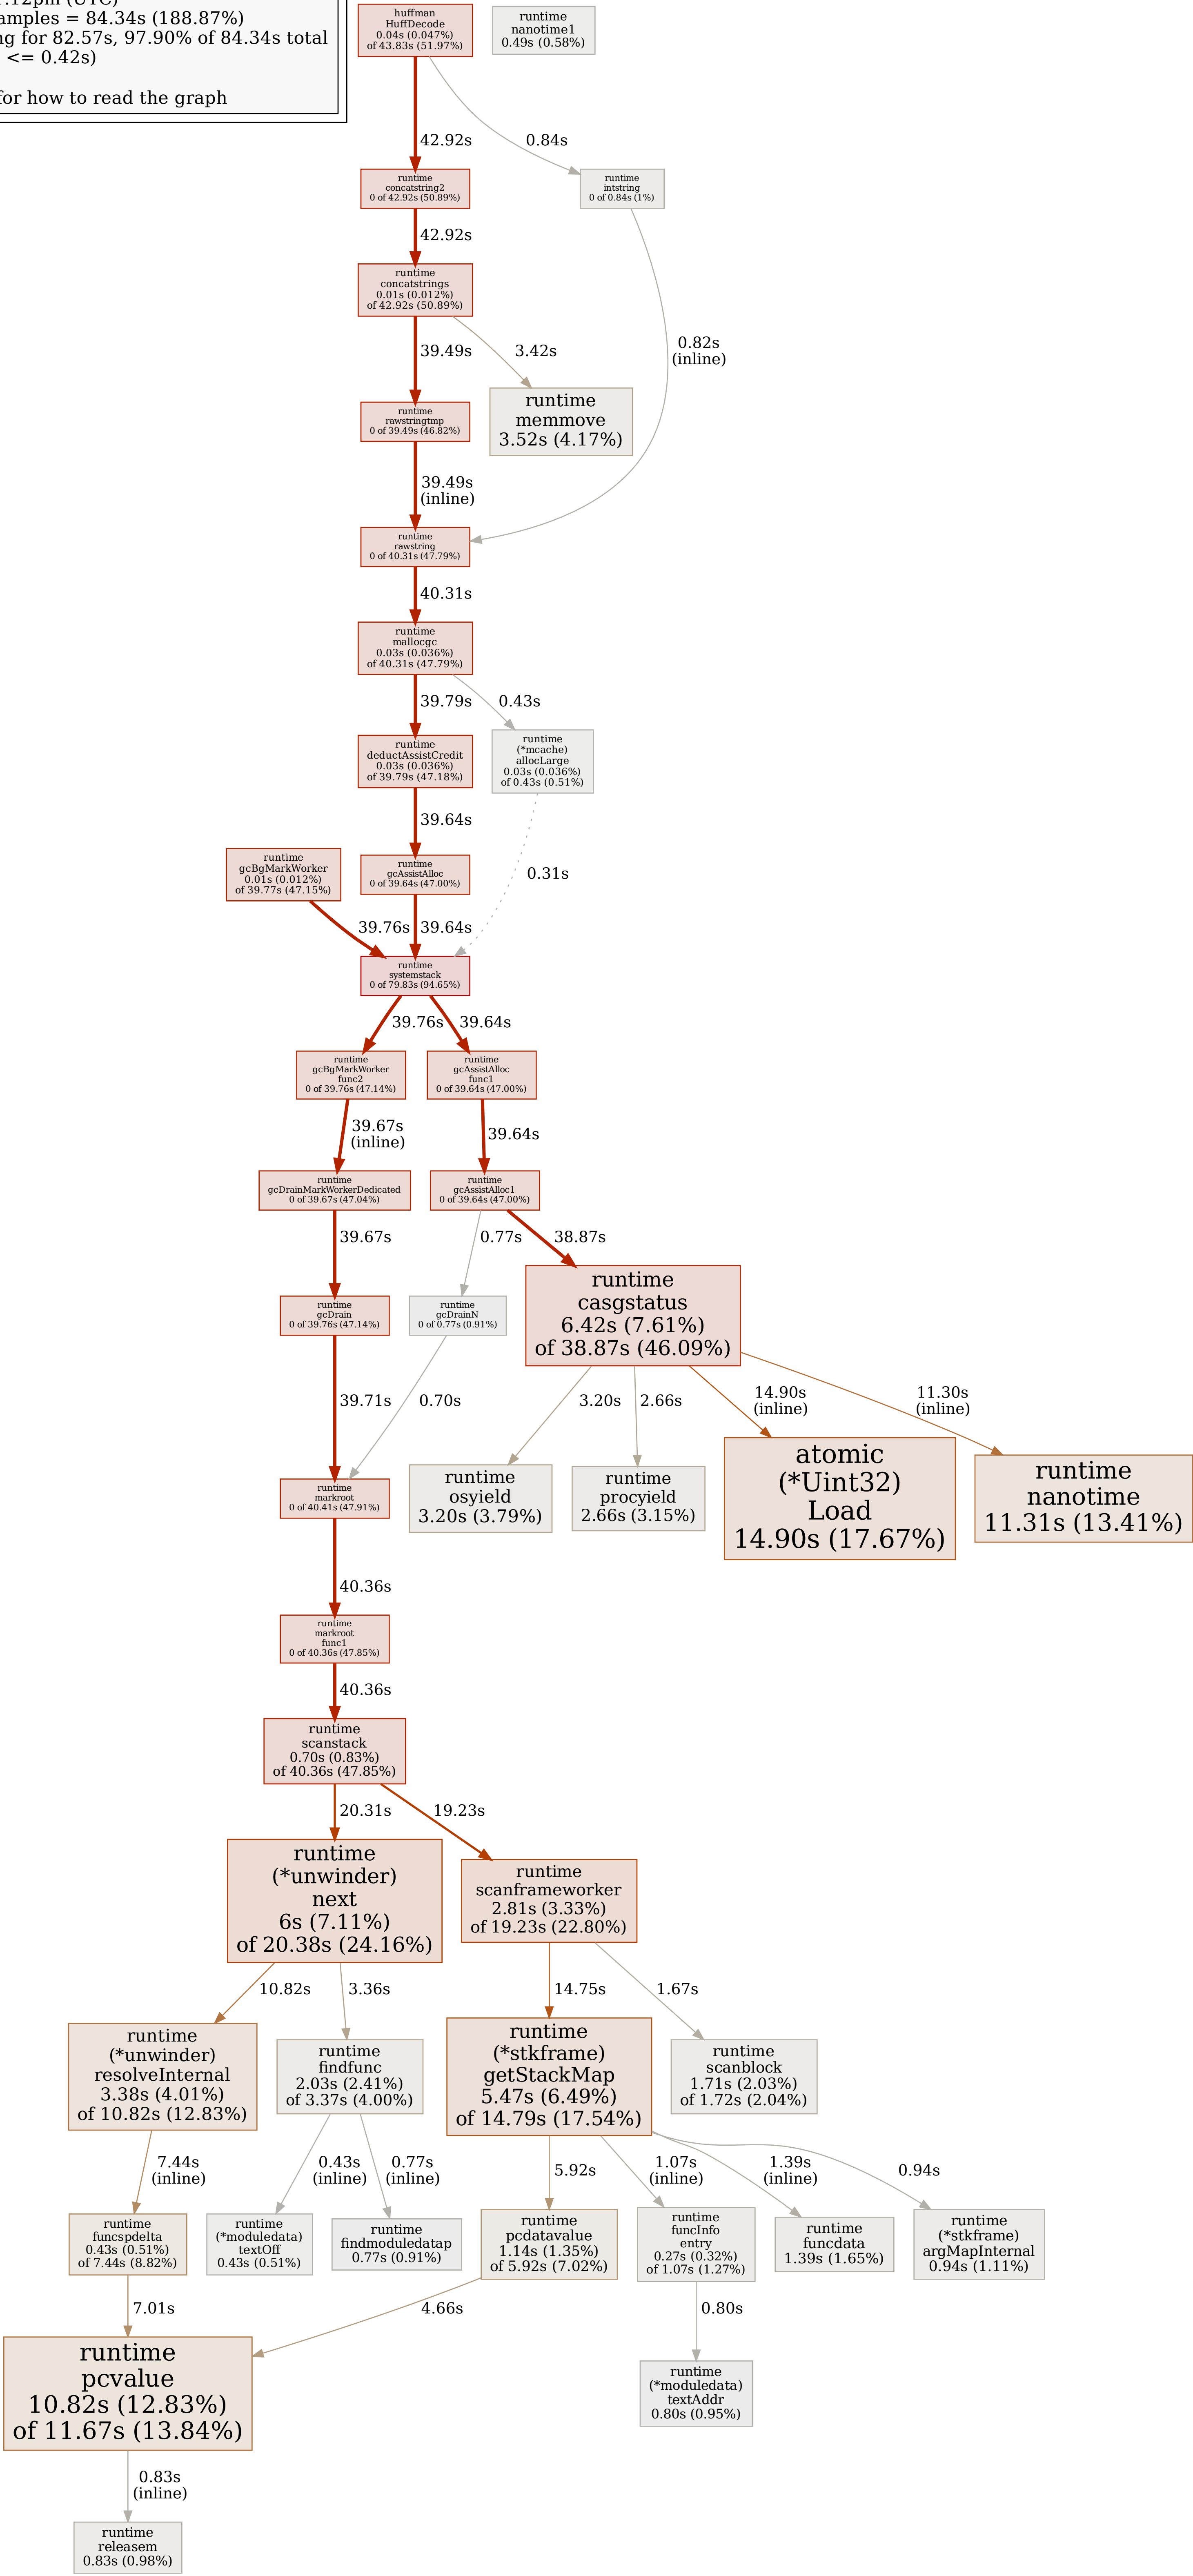 :12pm (UTC)
amples = 84.34s (188.87%)
ng for 82.57s, 97.90% of 84.34s total
<= 0.42s)
for how to read the graph
huffman
HuffDecode
0.04s (0.047%)
of 43.83s (51.97%)
runtime
nanotime1
0.49s (0.58%)
42.92s
0.84s
runtime
concatstring2
0 of 42.92s (50.89%)
runtime
intstring
0 of 0.84s (1%)
42.92s
runtime
concatstrings
0.01s (0.012%)
of 42.92s (50.89%)
39.49s
3.42s
0.82s
(inline)
runtime
rawstringtmp
0 of 39.49s (46.82%)
runtime
memmove
3.52s (4.17%)
39.49s
(inline)
runtime
rawstring
0 of 40.31s (47.79%)
40.31s
runtime
mallocgc
0.03s (0.036%)
of 40.31s (47.79%)
39.79s
0.43s
runtime
deductAssistCredit
0.03s (0.036%)
of 39.79s (47.18%)
runtime
(*mcache)
allocLarge
0.03s (0.036%)
of 0.43s (0.51%)
39.64s
runtime
gcBgMarkWorker
0.01s (0.012%)
of 39.77s (47.15%)
runtime
gcAssistAlloc
0 of 39.64s (47.00%)
0.31s
39.76s
39.64s
runtime
systemstack
0 of 79.83s (94.65%)
39.76s
39.64s
runtime
gcBgMarkWorker
func2
0 of 39.76s (47.14%)
runtime
gcAssistAlloc
func1
0 of 39.64s (47.00%)
39.67s
(inline)
39.64s
runtime
gcDrainMarkWorkerDedicated
0 of 39.67s (47.04%)
runtime
gcAssistAlloc1
0 of 39.64s (47.00%)
39.67s
0.77s
38.87s
runtime
gcDrain
0 of 39.76s (47.14%)
runtime
gcDrainN
0 of 0.77s (0.91%)
runtime
casgstatus
6.42s (7.61%)
of 38.87s (46.09%)
39.71s
0.70s
3.20s
2.66s
14.90s
(inline)
11.30s
(inline)
runtime
markroot
0 of 40.41s (47.91%)
runtime
osyield
3.20s (3.79%)
runtime
procyield
2.66s (3.15%)
atomic
(*Uint32)
Load
14.90s (17.67%)
runtime
nanotime
11.31s (13.41%)
40.36s
runtime
markroot
func1
0 of 40.36s (47.85%)
40.36s
runtime
scanstack
0.70s (0.83%)
of 40.36s (47.85%)
20.31s
19.23s
runtime
(*unwinder)
next
6s (7.11%)
of 20.38s (24.16%)
runtime
scanframeworker
2.81s (3.33%)
of 19.23s (22.80%)
10.82s
3.36s
14.75s
1.67s
runtime
(*unwinder)
resolveInternal
3.38s (4.01%)
of 10.82s (12.83%)
runtime
findfunc
2.03s (2.41%)
of 3.37s (4.00%)
runtime
(*stkframe)
getStackMap
5.47s (6.49%)
of 14.79s (17.54%)
runtime
scanblock
1.71s (2.03%)
of 1.72s (2.04%)
7.44s
(inline)
0.43s
(inline)
0.77s
(inline)
5.92s
1.07s
(inline)
1.39s
(inline)
0.94s
runtime
funcspdelta
0.43s (0.51%)
of 7.44s (8.82%)
runtime
(*moduledata)
textOff
0.43s (0.51%)
runtime
findmoduledatap
0.77s (0.91%)
runtime
pcdatavalue
1.14s (1.35%)
of 5.92s (7.02%)
runtime
funcInfo
entry
0.27s (0.32%)
of 1.07s (1.27%)
runtime
funcdata
1.39s (1.65%)
runtime
(*stkframe)
argMapInternal
0.94s (1.11%)
7.01s
4.66s
0.80s
runtime
pcvalue
10.82s (12.83%)
of 11.67s (13.84%)
runtime
(*moduledata)
textAddr
0.80s (0.95%)
0.83s
(inline)
runtime
releasem
0.83s (0.98%)